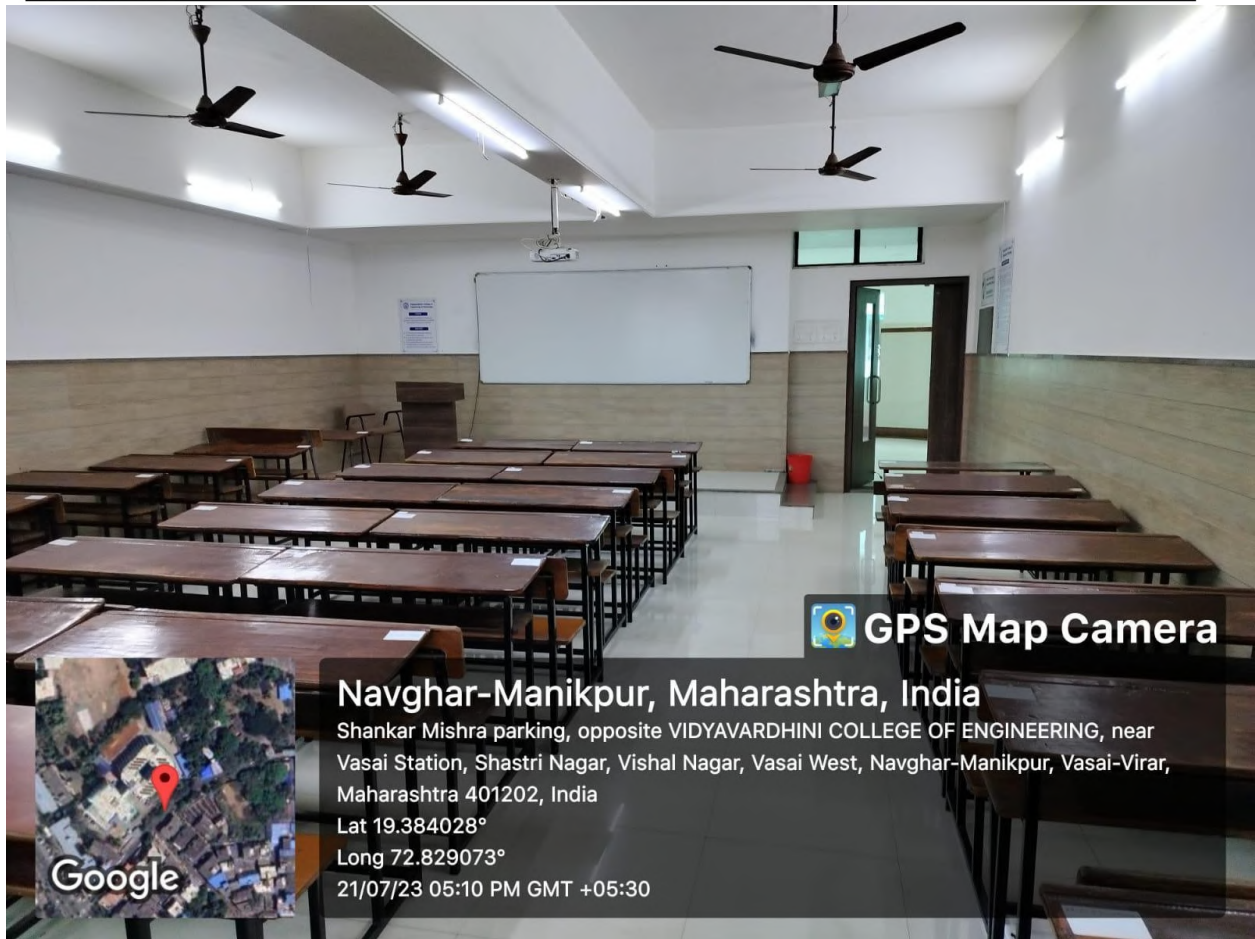 GPS Map Camera
Navghar-Manikpur, Maharashtra, India
Shankar Mishra parking, opposite VIDYAVARDHINI COLLEGE OF ENGINEERING, near
Vasai Station, Shastri Nagar, Vishal Nagar, Vasai West, Navghar-Manikpur, Vasai-Virar,
Maharashtra 401202, India
Lat 19.384028°
Long 72.829073°
21/07/23 05:10 PM GMT +05:30
Google